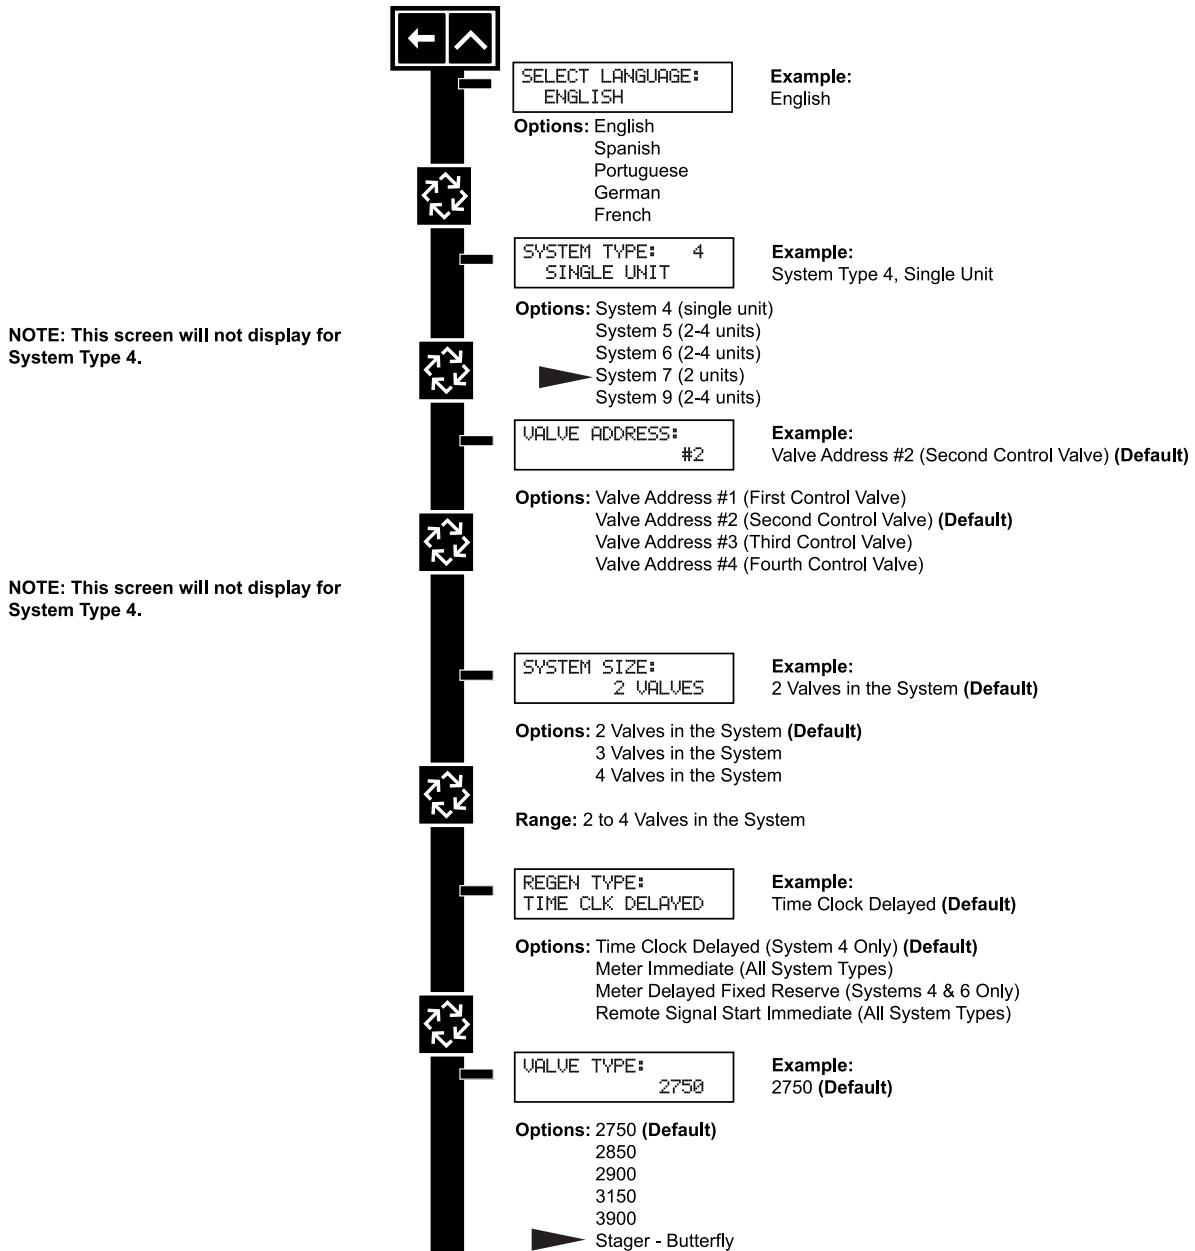 SELECT LANGUAGE:
ENGLISH
Example:
English
Options: English
Spanish
Portuguese
German
French
SYSTEM TYPE: 4
SINGLE UNIT
Example:
System Type 4, Single Unit
Options: System 4 (single unit)
System 5 (2-4 units)
System 6 (2-4 units)
System 7 (2 units)
System 9 (2-4 units)
NOTE: This screen will not display for
System Type 4.
VALVE ADDRESS:
#2
Example:
Valve Address #2 (Second Control Valve) (Default)
Options: Valve Address #1 (First Control Valve)
Valve Address #2 (Second Control Valve) (Default)
Valve Address #3 (Third Control Valve)
Valve Address #4 (Fourth Control Valve)
NOTE: This screen will not display for
System Type 4.
SYSTEM SIZE:
2 VALVES
Example:
2 Valves in the System (Default)
Options: 2 Valves in the System (Default)
3 Valves in the System
4 Valves in the System
Range: 2 to 4 Valves in the System
REGEN TYPE:
TIME CLK DELAYED
Example:
Time Clock Delayed (Default)
Options: Time Clock Delayed (System 4 Only) (Default)
Meter Immediate (All System Types)
Meter Delayed Fixed Reserve (Systems 4 & 6 Only)
Remote Signal Start Immediate (All System Types)
VALVE TYPE:
2750
Example:
2750 (Default)
Options: 2750 (Default)
2850
2900
3150
3900
Stager - Butterfly